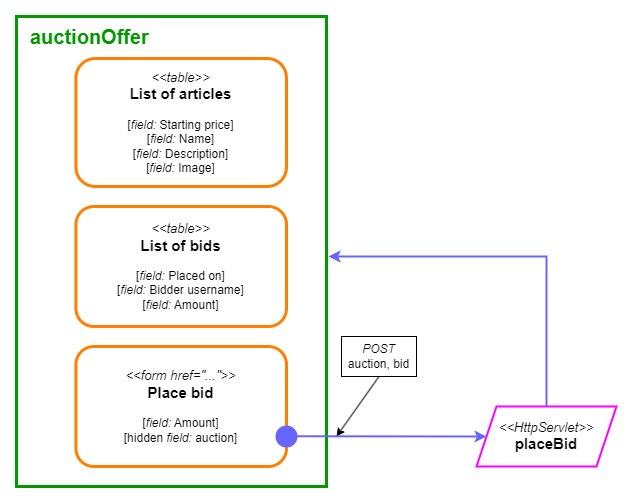 auctionOffer
<<table>>
List of articles
[field: Starting price]
[field: Name]
[field: Description]
[field: Image]
<<table>>
List of bids
[field: Placed on]
[field: Bidder username]
[field: Amount]
<<form href="...">>
Place bid
[field: Amount]
[hidden field: auction]
POST
auction, bid
<<HttpServlet>>
placeBid